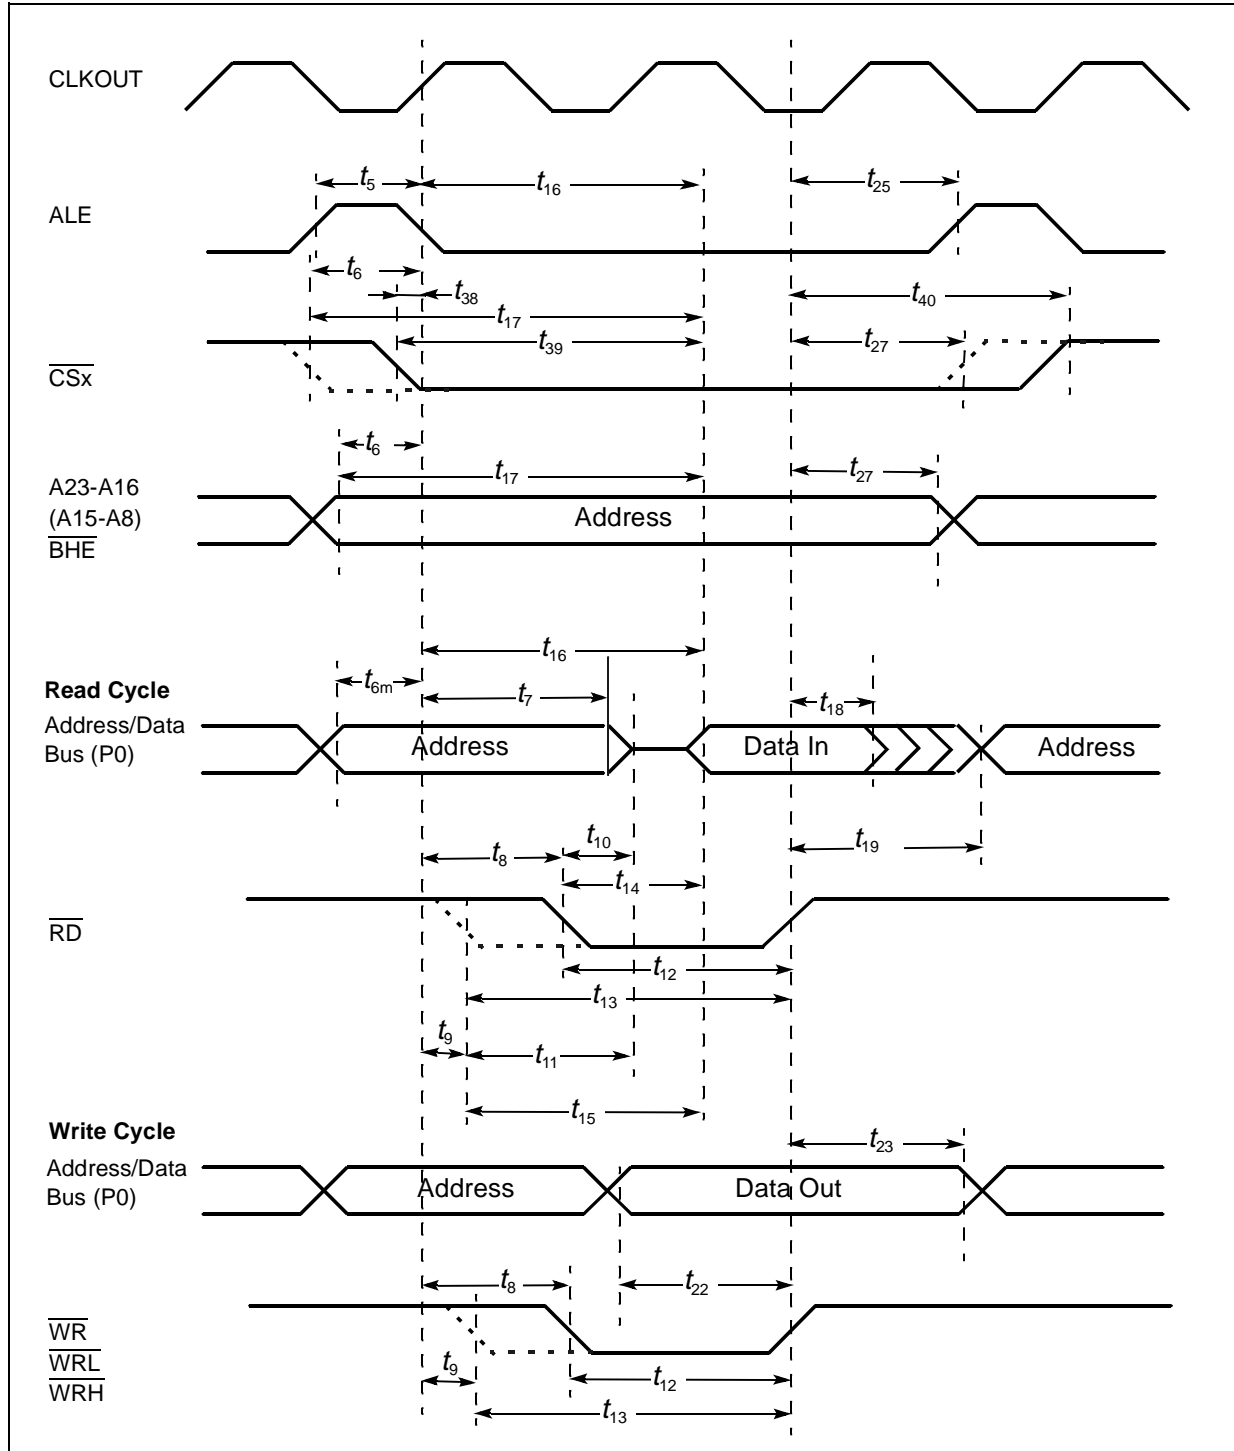 CLKOUT
t5
t16
t25
ALE
t6
t38
t40
t17
t39
t27
CSx
t6
t17
t27
A23-A16
(A15-A8)
Address
BHE
t16
Read Cycle
t6m
t7
t18
Address/Data
Bus (P0)
Address
Data In
Address
t10
t8
t19
t14
RD
t12
t13
t9
t11
t15
Write Cycle
t23
Address/Data
Bus (P0)
Address
Data Out
t8
t22
WR
WRL
WRH
t9
t12
t13